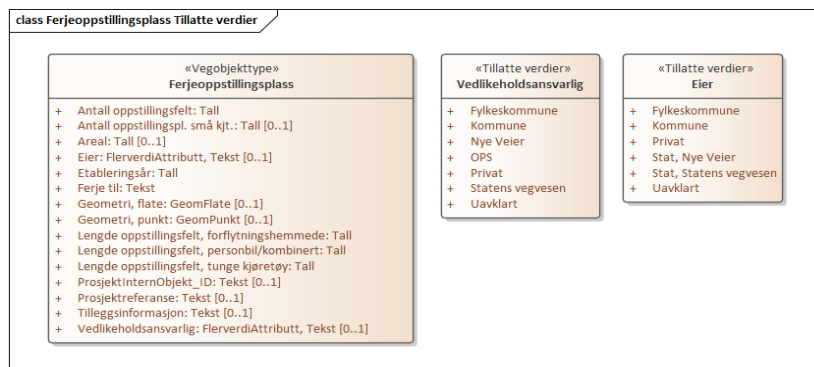 class Ferjeoppstillingsplass Tillatte verdier
«Vegobjekttype»
Ferjeoppstillingsplass
+ Antall oppstillingsfelt: Tall
+ Antall oppstillingspl. små kjt.: Tall [0..1]
+ Areal: Tall [0..1]
+ Eier: FlerverdiAttributt, Tekst [0..1]
+ Etableringsår: Tall
+ Ferje til: Tekst
+ Geometri, flate: GeomFlate [0..1]
+ Geometri, punkt: GeomPunkt [0..1]
+ Lengde oppstillingsfelt, forflytningshemmede: Tall
+ Lengde oppstillingsfelt, personbil/kombinert: Tall
+ Lengde oppstillingsfelt, tunge kjøretøy: Tall
+ ProsjektInternObjekt_ID: Tekst [0..1]
+ Prosjektreferanse: Tekst [0..1]
+ Tilleggsinformasjon: Tekst [0..1]
+ Vedlikeholdsansvarlig: FlerverdiAttributt, Tekst [0..1]
«Tillatte verdier»
Vedlikeholdsansvarlig
+ Fylkeskommune
+ Kommune
+ Nye Veier
+ OPS
+ Privat
+ Statens vegvesen
+ Uavklart
«Tillatte verdier»
Eier
+ Fylkeskommune
+ Kommune
+ Privat
+ Stat, Nye Veier
+ Stat, Statens vegvesen
+ Uavklart